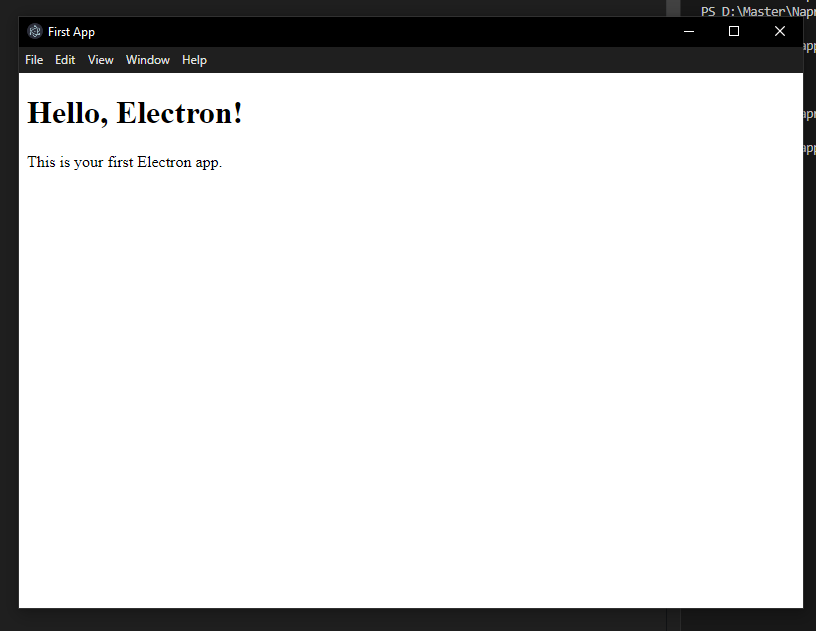 PS D:\Master\Napr
First App
File Edit View Window Help
Hello, Electron!
This is your first Electron app.